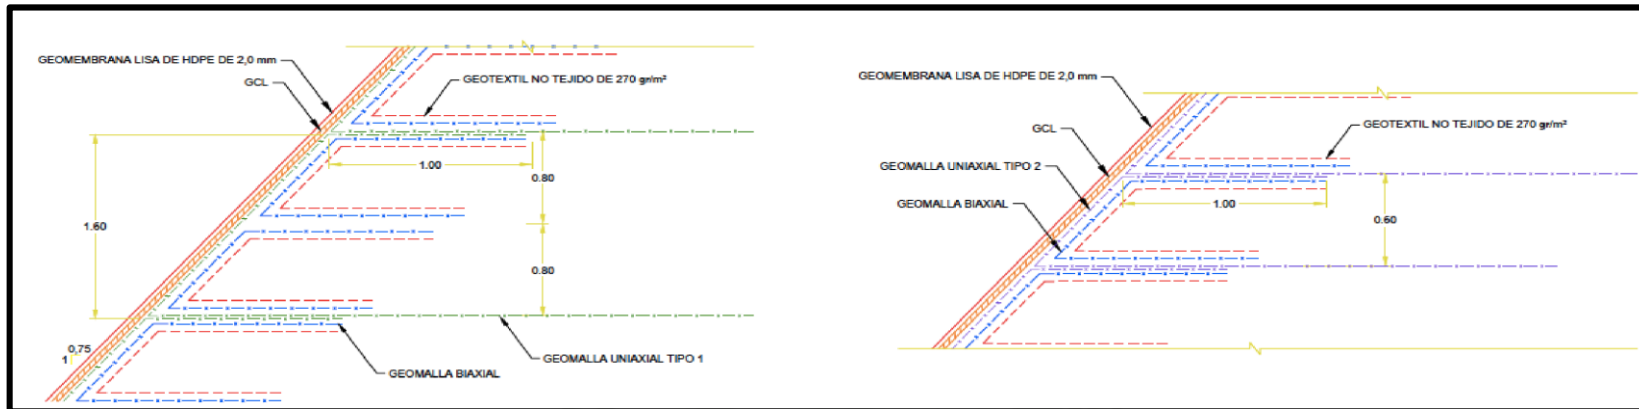 GEOMEMBRANA LISA DE HDPE DE 2,0 mm
GCL
GEOTEXTIL NO TEJIDO DE 270 gr/m²
1.00
0.80
1.60
0.80
0.75
1
GEOMALLA UNIAXIAL TIPO 1
GEOMALLA BIAXIAL
GEOMEMBRANA LISA DE HDPE DE 2,0 mm
GCL
GEOTEXTIL NO TEJIDO DE 270 gr/m²
GEOMALLA UNIAXIAL TIPO 2
GEOMALLA BIAXIAL
1.00
0.60